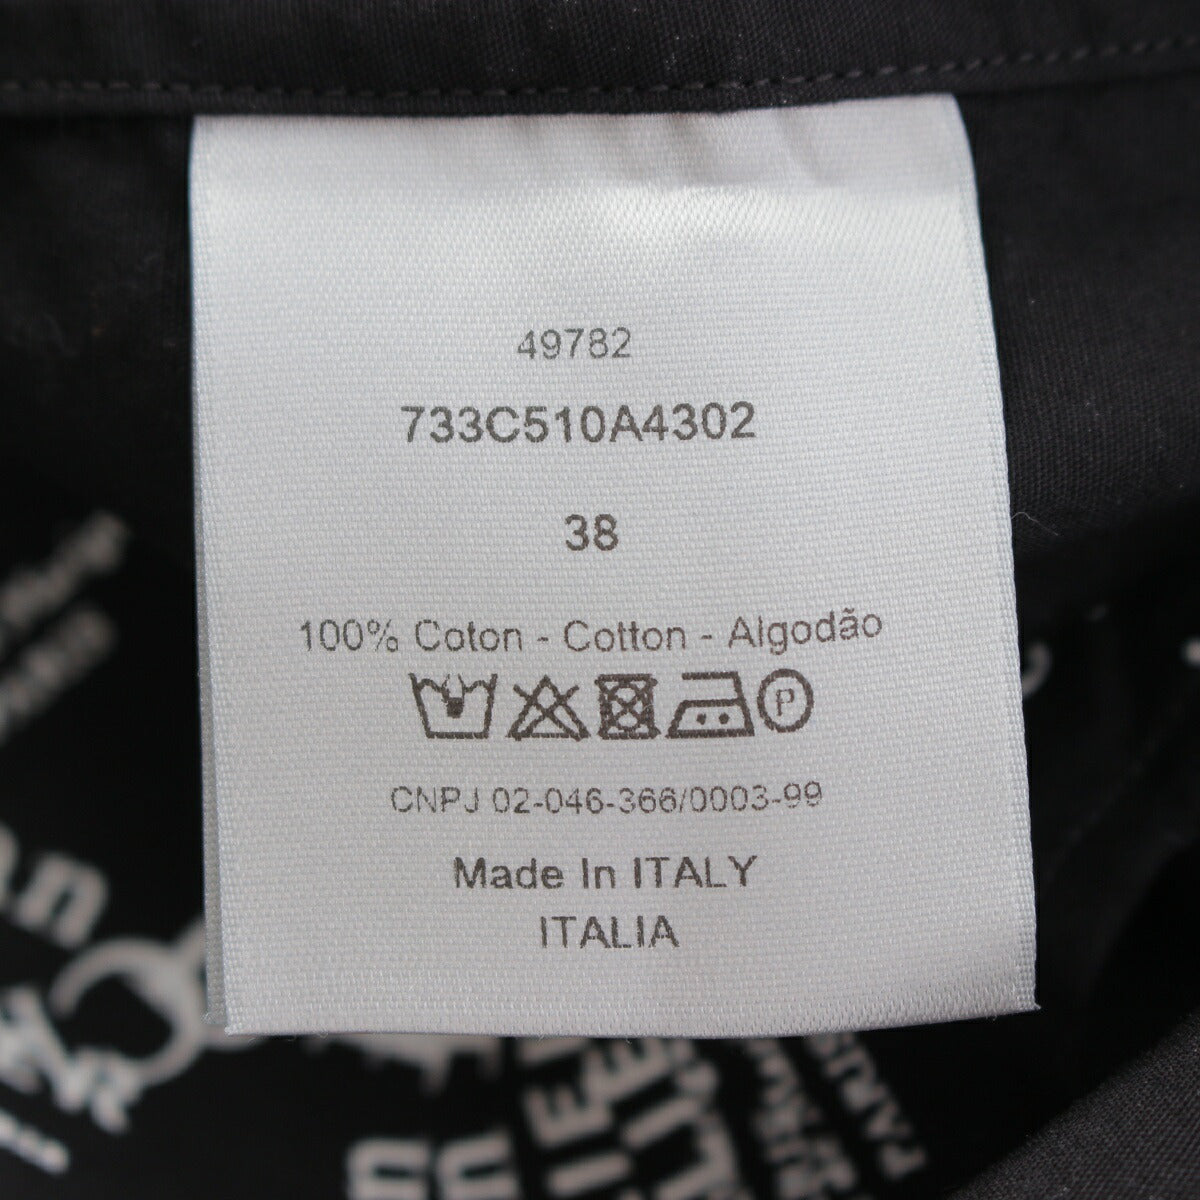 49782
733C510A4302
38
100% Coton - Cotton - Algodão
P
CNPJ 02-046-366/0003-99
Made In ITALY
ITALIA